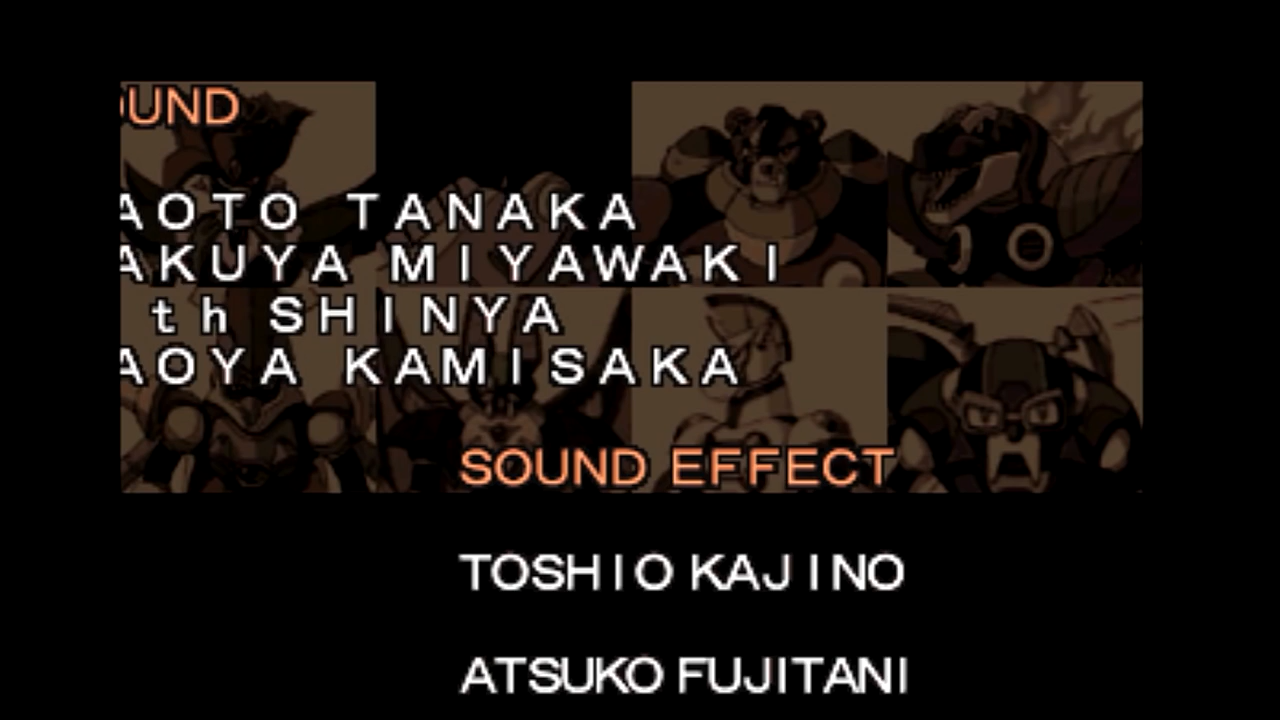 OUND
AOTO TANAKA
AKUYA MIYAWAKI
th SHINYA
AOYA KAMISAKA
SOUND EFFECT
TOSHIO KAJINO
ATSUKO FUJITANI